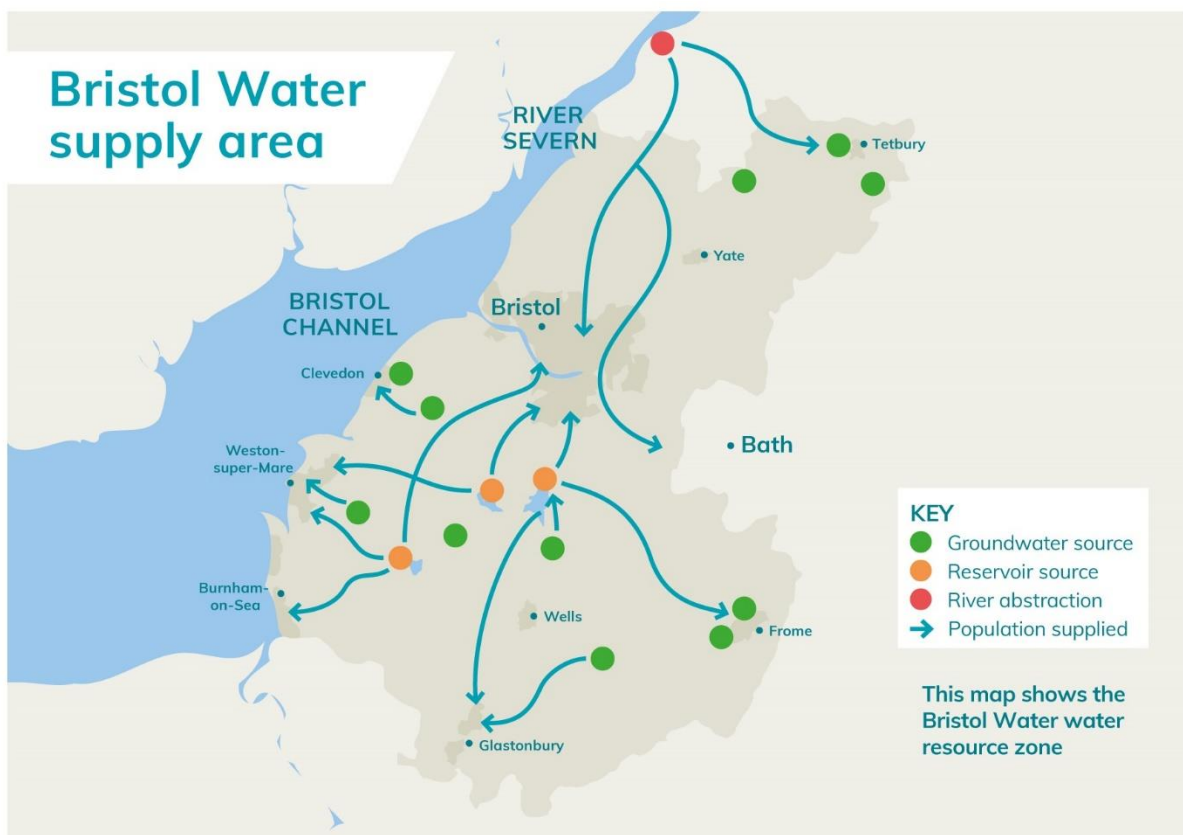 Bristol Water
supply area
RIVER
SEVERN
Tetbury
Yate
BRISTOL
CHANNEL
Bristol
Clevedon
Bath
Weston-
super-Mare
Burnham-
on-Sea
Wells
Frome
Glastonbury
KEY
Groundwater source
Reservoir source
River abstraction
Population supplied
This map shows the
Bristol Water water
resource zone